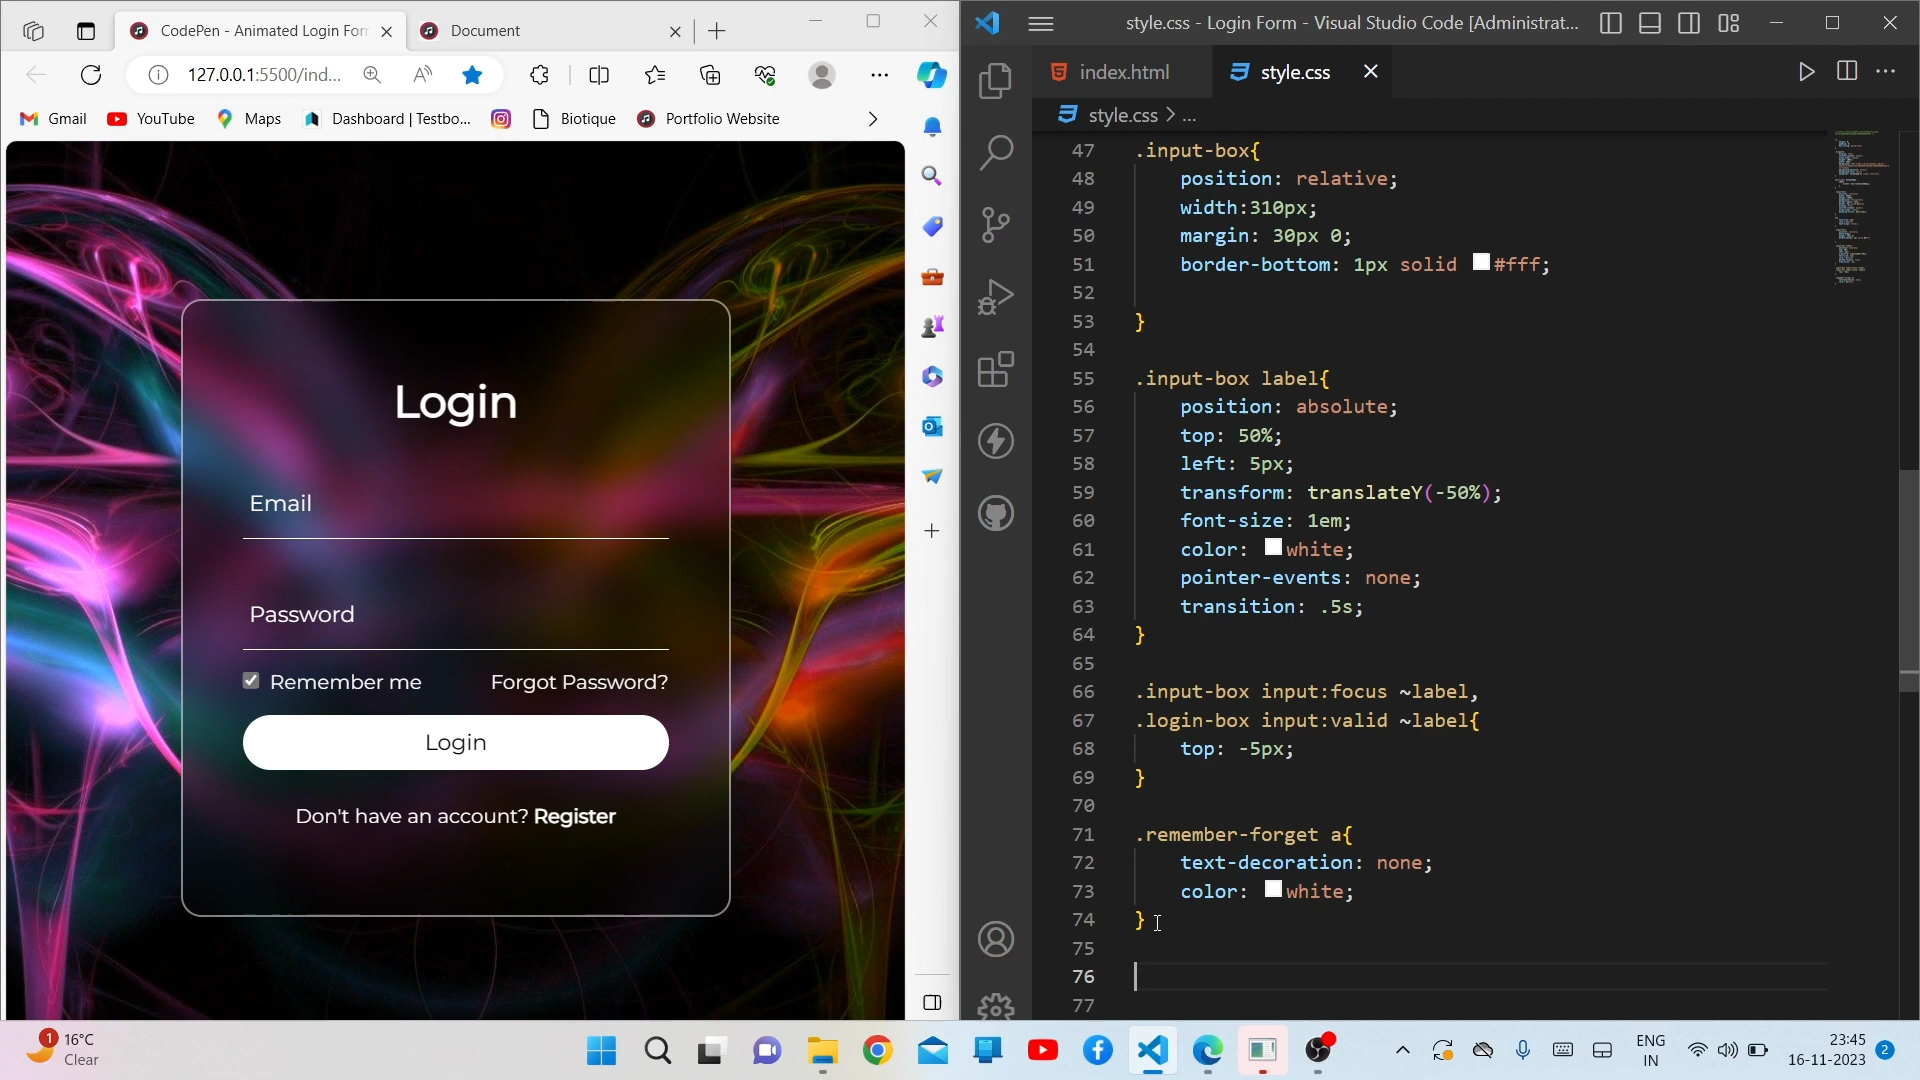 CodePen - Animated Login For
Document
127.0.0.1:5500/ind...
Gmail
YouTube
Maps
Dashboard | Testbo...
Biotique
Portfolio Website
Login
Email
Password
Remember me
Forgot Password?
Login
Don't have an account? Register
style.css - Login Form - Visual Studio Code [Administrat...
index.html
style.css
style.css > ...
47 .input-box{
48 position: relative;
49 width:310px;
50 margin: 30px 0;
51 border-bottom: 1px solid #fff;
52
53 }
54
55 .input-box label{
56 position: absolute;
57 top: 50%;
58 left: 5px;
59 transform: translateY(-50%);
60 font-size: 1em;
61 color: white;
62 pointer-events: none;
63 transition: .5s;
64 }
65
66 .input-box input:focus ~label,
67 .login-box input:valid ~label{
68 top: -5px;
69 }
70
71 .remember-forget a{
72 text-decoration: none;
73 color: white;
74 }
75
76
77
1
16°C
Clear
ENG
IN
23:45
16-11-2023
2